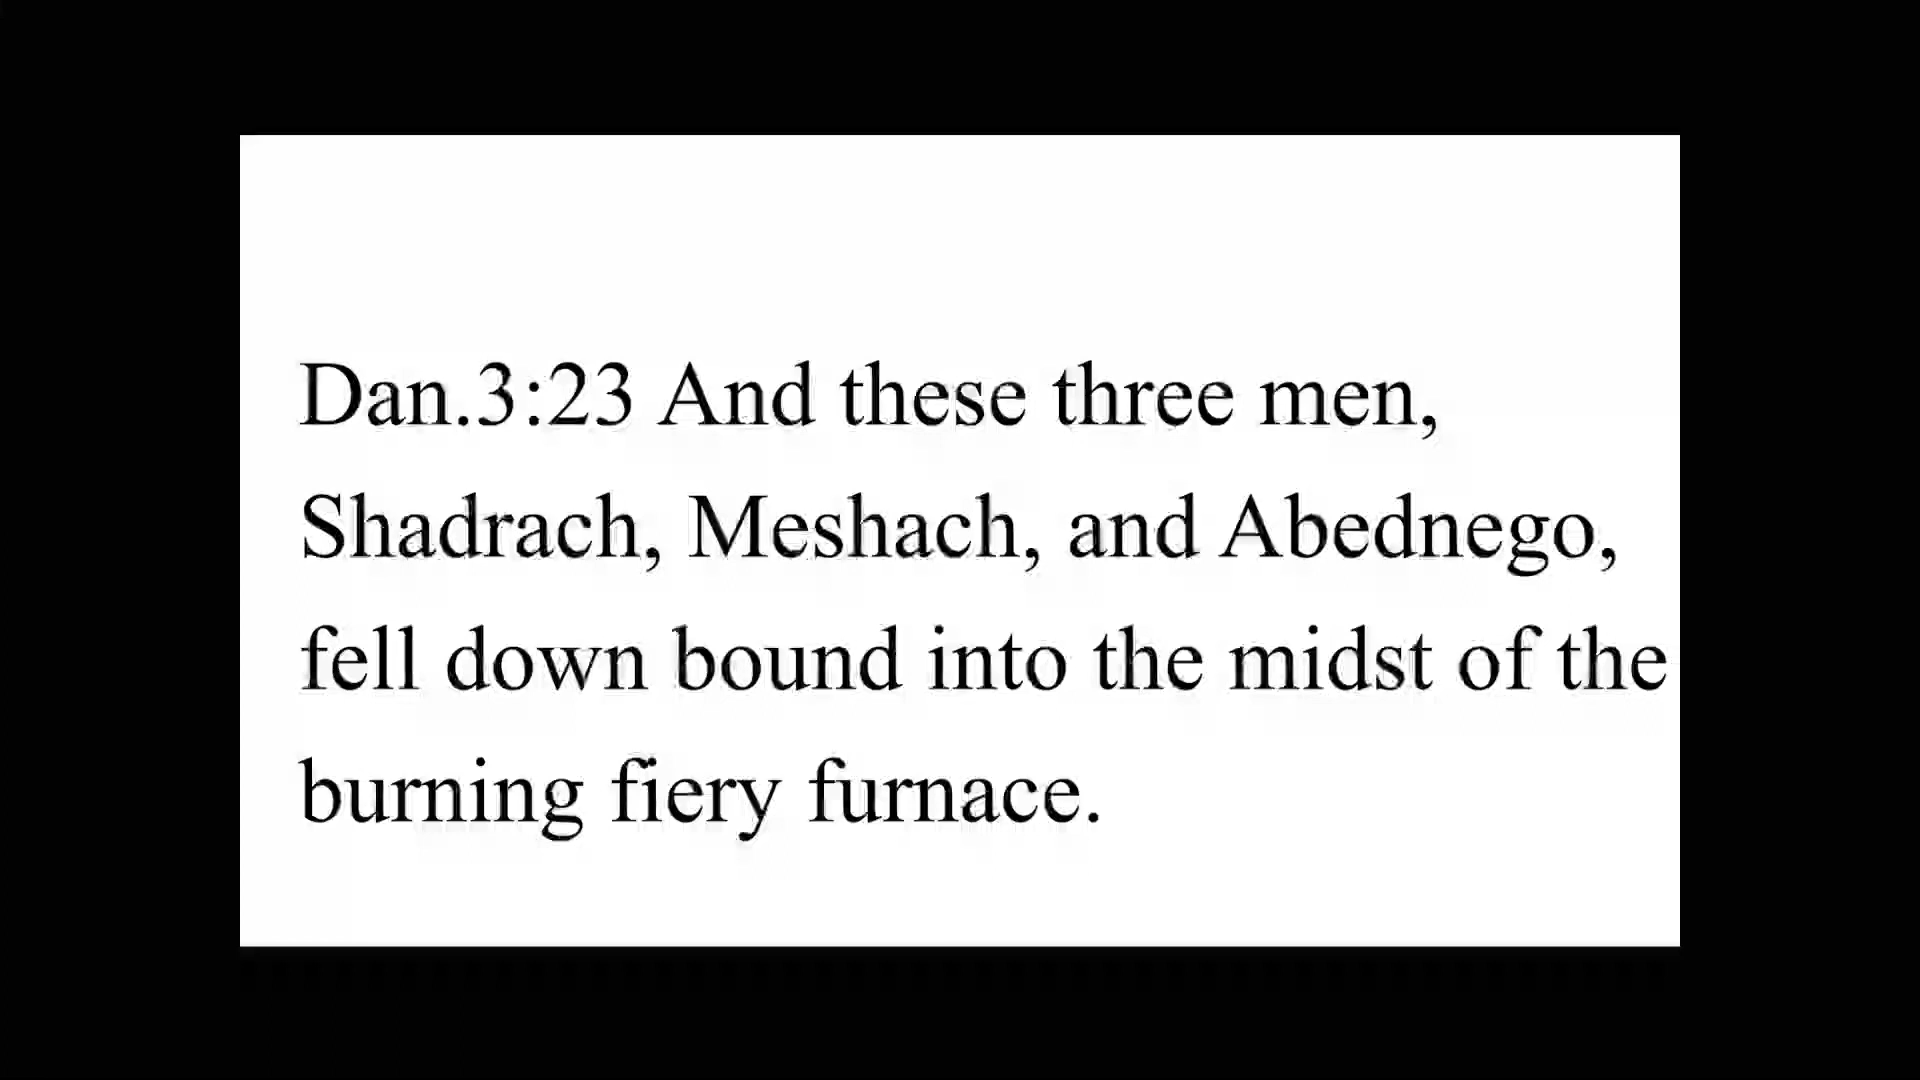 Dan.3:23 And these three men,
Shadrach, Meshach, and Abednego,
fell down bound into the midst of the
burning fiery furnace.